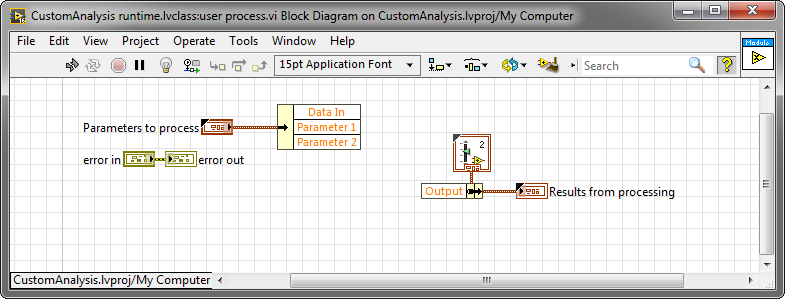 CustomAnalysis runtime.lvclass:user process.vi Block Diagram on CustomAnalysis.lvproj/My Computer
File Edit View Project Operate Tools Window Help
15pt Application Font Search ? Module
Data In
Parameters to process Parameter 1
Parameter 2
error in error out
2
Output Results from processing
CustomAnalysis.lvproj/My Computer